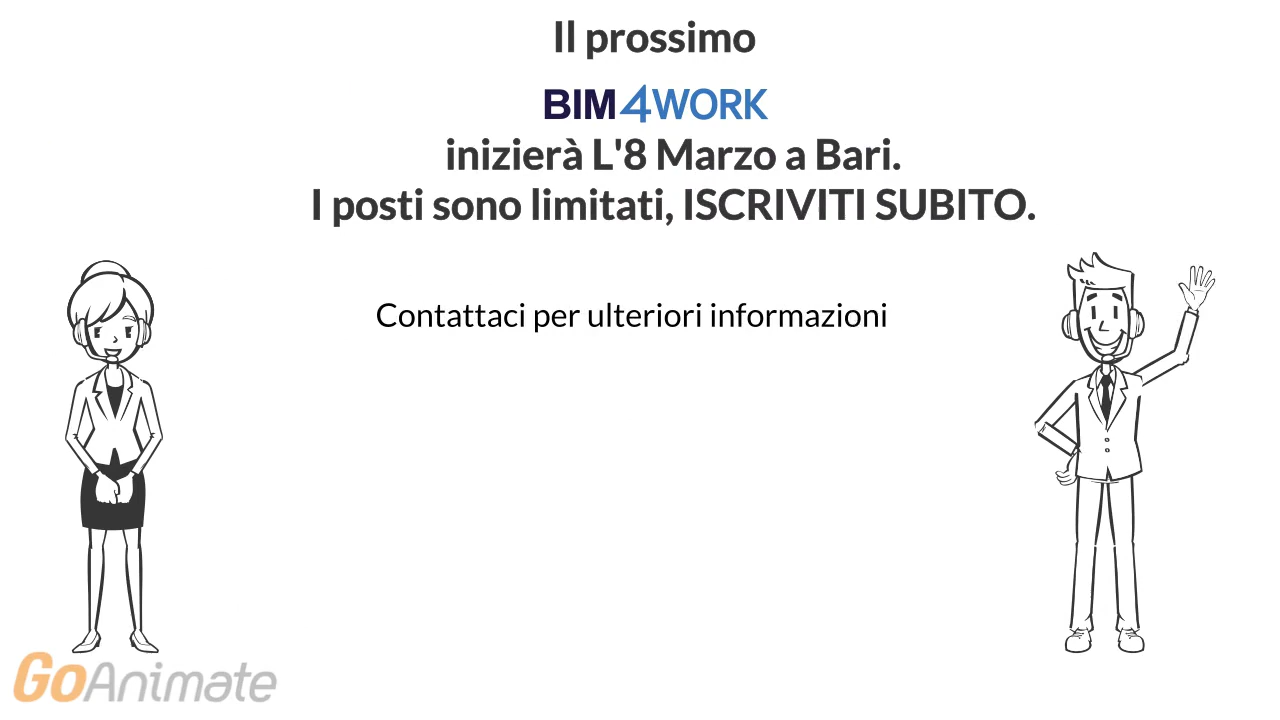 Il prossimo
BIM4WORK
inizierà L'8 Marzo a Bari.
I posti sono limitati, ISCRIVITI SUBITO.
Contattaci per ulteriori informazioni
GoAnimate